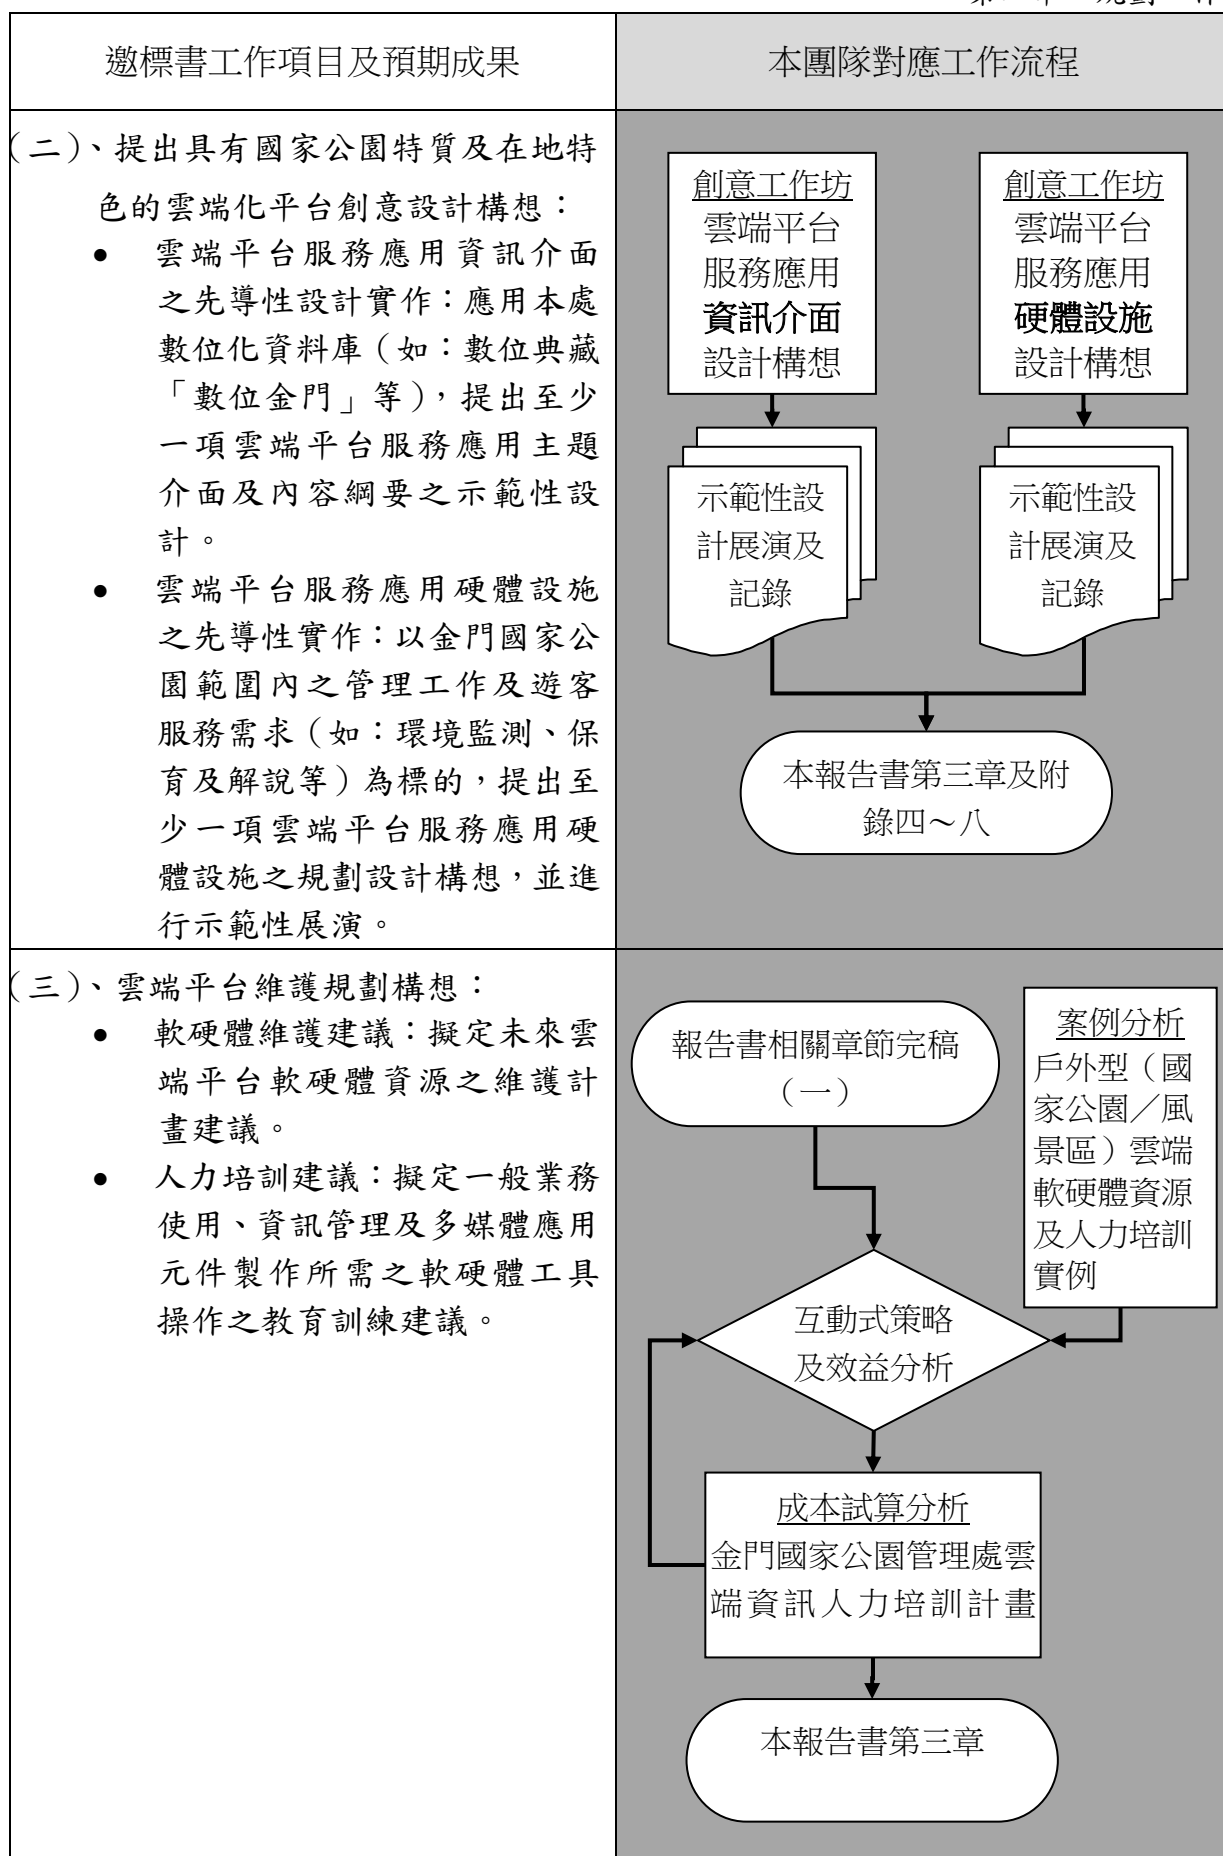 邀標書工作項目及預期成果
本團隊對應工作流程
(二)、提出具有國家公園特質及在地特
色的雲端化平台創意設計構想：
● 雲端平台服務應用資訊介面
之先導性設計實作：應用本處
數位化資料庫（如：數位典藏
「數位金門」等），提出至少
一項雲端平台服務應用主題
介面及內容綱要之示範性設
計。
● 雲端平台服務應用硬體設施
之先導性實作：以金門國家公
園範圍內之管理工作及遊客
服務需求（如：環境監測、保
育及解說等）為標的，提出至
少一項雲端平台服務應用硬
體設施之規劃設計構想，並進
行示範性展演。
創意工作坊
雲端平台
服務應用
資訊介面
設計構想
創意工作坊
雲端平台
服務應用
硬體設施
設計構想
示範性設
計展演及
記錄
示範性設
計展演及
記錄
本報告書第三章及附
錄四～八
(三)、雲端平台維護規劃構想：
● 軟硬體維護建議：擬定未來雲
端平台軟硬體資源之維護計
畫建議。
● 人力培訓建議：擬定一般業務
使用、資訊管理及多媒體應用
元件製作所需之軟硬體工具
操作之教育訓練建議。
報告書相關章節完稿
（一）
案例分析
戶外型（國
家公園／風
景區）雲端
軟硬體資源
及人力培訓
實例
互動式策略
及效益分析
成本試算分析
金門國家公園管理處雲
端資訊人力培訓計畫
本報告書第三章